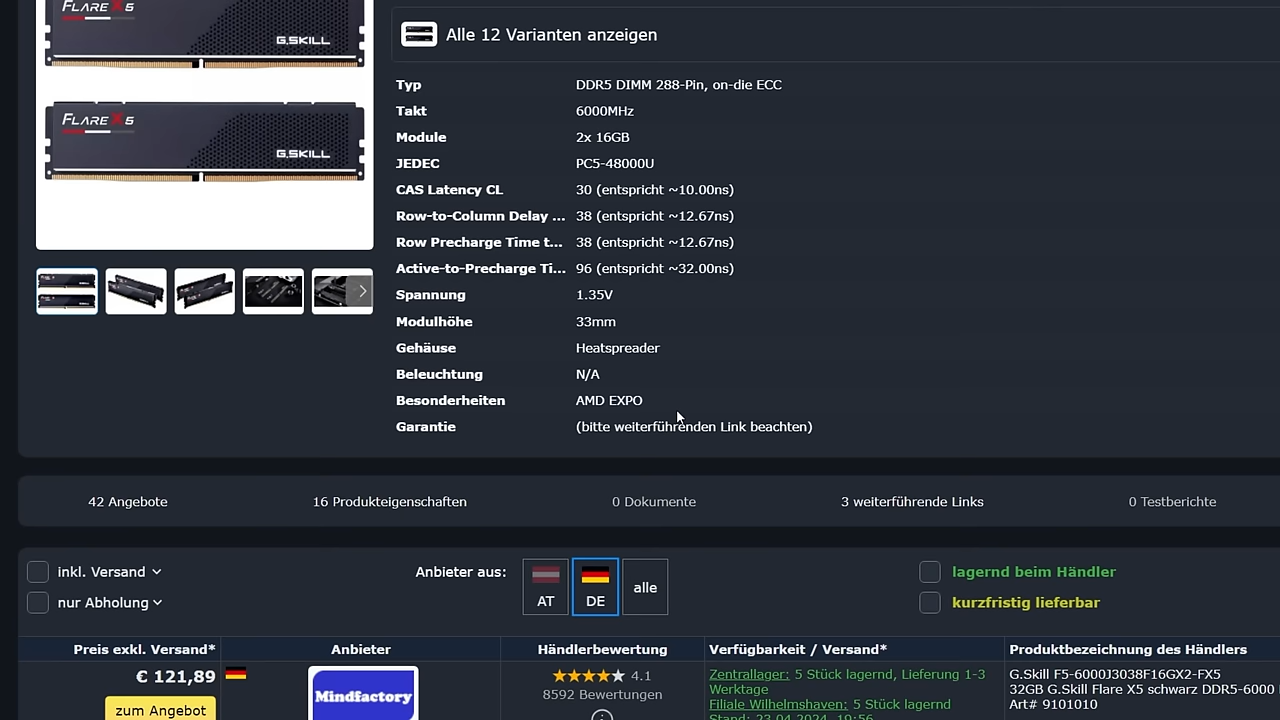 FLARE X5
G.SKILL
FLARE X5
G.SKILL
Alle 12 Varianten anzeigen
Typ DDR5 DIMM 288-Pin, on-die ECC
Takt 6000MHz
Module 2x 16GB
JEDEC PC5-48000U
CAS Latency CL 30 (entspricht ~10.00ns)
Row-to-Column Delay ... 38 (entspricht ~12.67ns)
Row Precharge Time t... 38 (entspricht ~12.67ns)
Active-to-Precharge Ti... 96 (entspricht ~32.00ns)
Spannung 1.35V
Modulhöhe 33mm
Gehäuse Heatspreader
Beleuchtung N/A
Besonderheiten AMD EXPO
Garantie (bitte weiterführenden Link beachten)
42 Angebote 16 Produkteigenschaften 0 Dokumente 3 weiterführende Links 0 Testberichte
inkl. Versand Anbieter aus: AT DE alle lagernd beim Händler
nur Abholung kurzfristig lieferbar
Preis exkl. Versand* Anbieter Händlerbewertung Verfügbarkeit / Versand* Produktbezeichnung des Händlers
€ 121,89 Mindfactory 4.1 Zentrallager: 5 Stück lagernd, Lieferung 1-3 G.Skill F5-6000J3038F16GX2-FX5
zum Angebot 8592 Bewertungen Werktage 32GB G.Skill Flare X5 schwarz DDR5-6000
Filiale Wilhelmshaven: 5 Stück lagernd Art# 9101010
Stand: 23.04.2024, 19:56